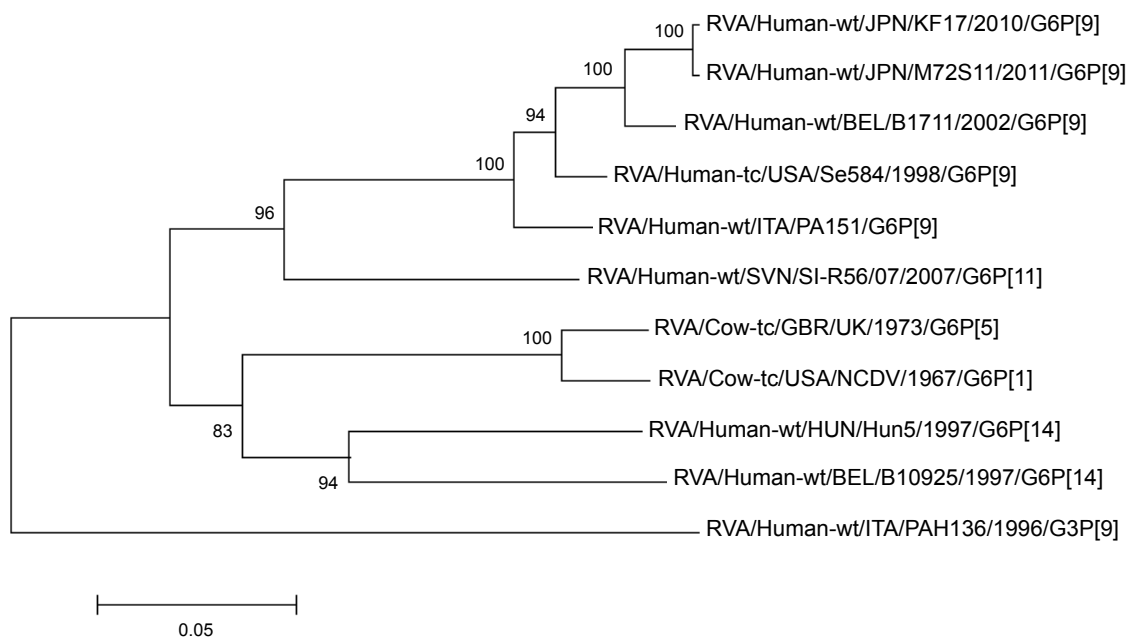 100
RVA/Human-wt/JPN/KF17/2010/G6P[9]
100
RVA/Human-wt/JPN/M72S11/2011/G6P[9]
94
RVA/Human-wt/BEL/B1711/2002/G6P[9]
100
RVA/Human-tc/USA/Se584/1998/G6P[9]
96
RVA/Human-wt/ITA/PA151/G6P[9]
RVA/Human-wt/SVN/SI-R56/07/2007/G6P[11]
100
RVA/Cow-tc/GBR/UK/1973/G6P[5]
RVA/Cow-tc/USA/NCDV/1967/G6P[1]
83
RVA/Human-wt/HUN/Hun5/1997/G6P[14]
94
RVA/Human-wt/BEL/B10925/1997/G6P[14]
RVA/Human-wt/ITA/PAH136/1996/G3P[9]
0.05